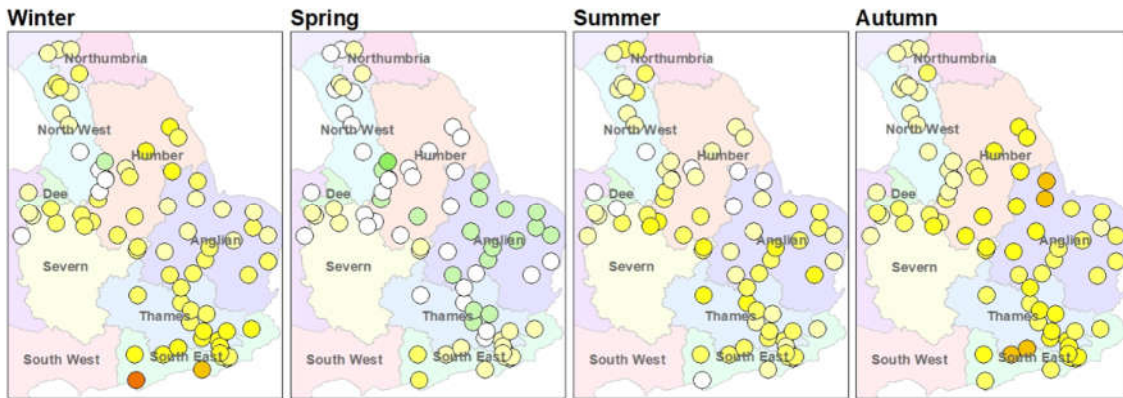 Winter
Northumbria
North West
Humber
Dee
Anglian
Severn
Thames
South West
South East
Spring
Northumbria
North West
Humber
Dee
Anglian
Severn
Thames
South West
South East
Summer
Northumbria
North West
Humber
Dee
Anglian
Severn
Thames
South West
South East
Autumn
Northumbria
North West
Humber
Dee
Anglian
Severn
Thames
South West
South East